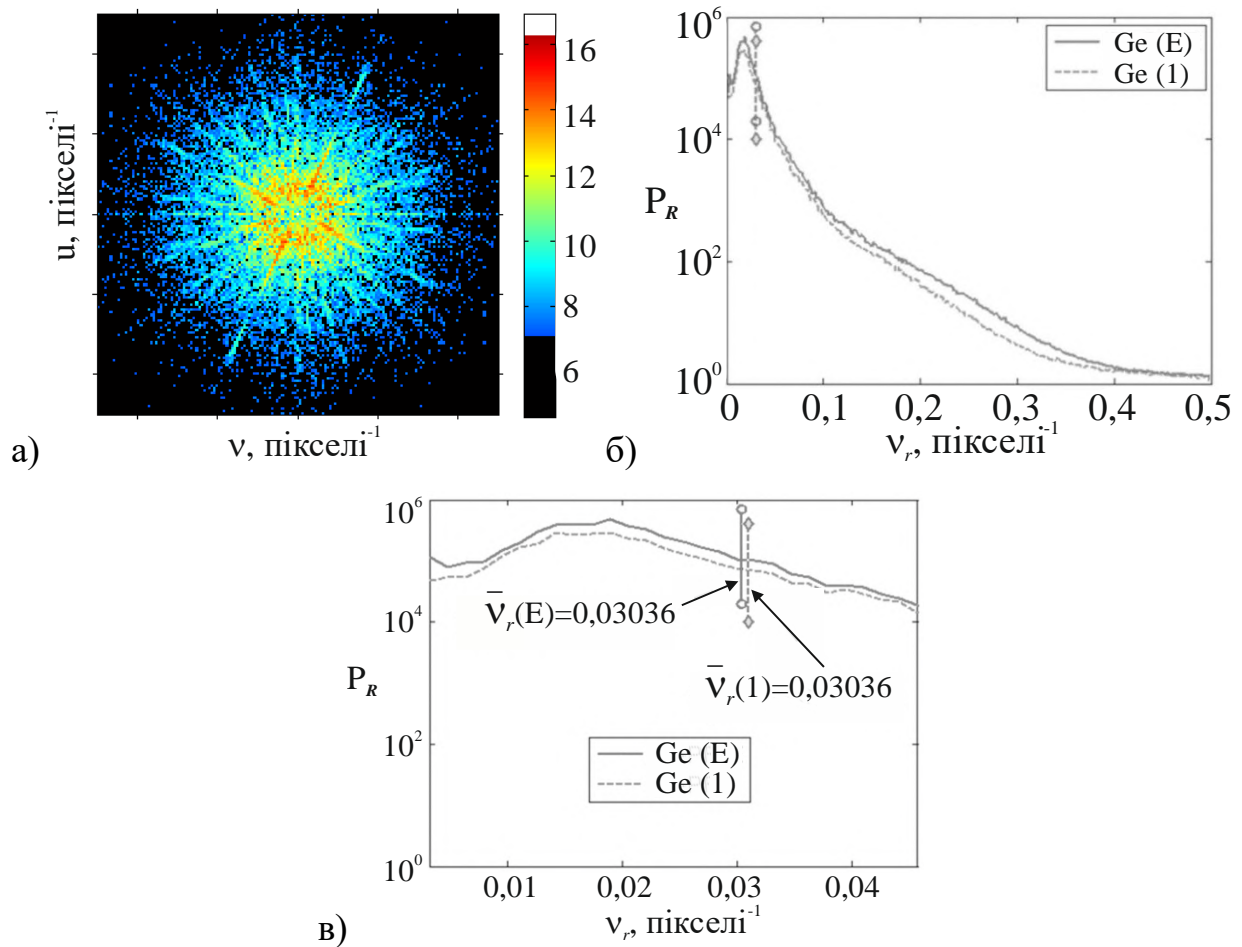 16
14
12
10
8
6
u, пікселі⁻¹
ν, пікселі⁻¹
а)
10⁶
10⁴
10²
10⁰
P_R
Ge (E)
Ge (1)
0 0,1 0,2 0,3 0,4 0,5
ν_r, пікселі⁻¹
б)
10⁶
10⁴
10²
10⁰
P_R
ν̄_r(E)=0,03036
ν̄_r(1)=0,03036
Ge (E)
Ge (1)
0,01 0,02 0,03 0,04
ν_r, пікселі⁻¹
в)